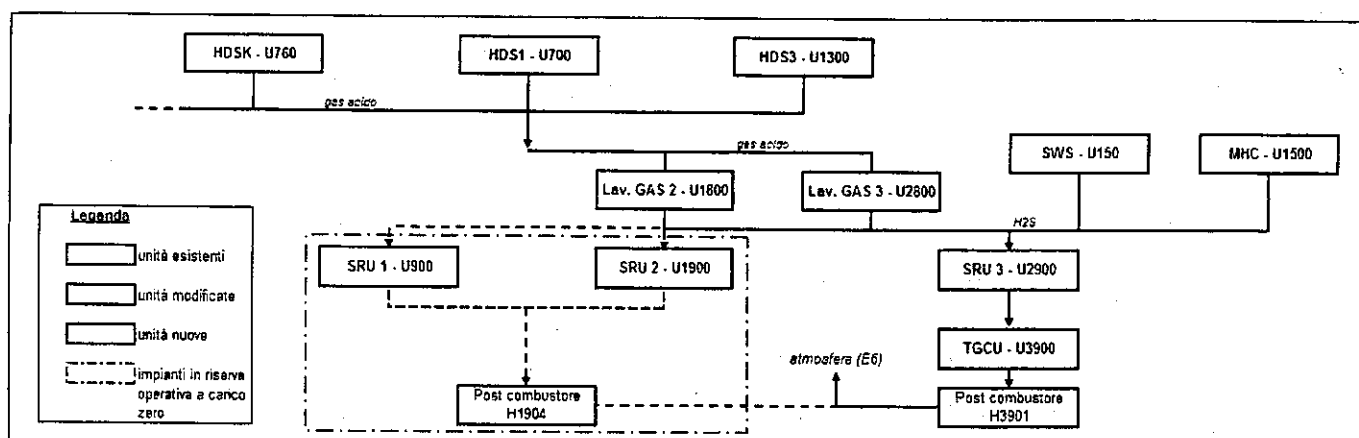 HDSK - U760
HDS1 - U700
HDS3 - U1300
gas acido
gas acido
SWS - U150
MHC - U1500
Lav. GAS 2 - U1800
Lav. GAS 3 - U2800
Legenda
unità esistenti
unità modificate
unità nuove
impianti in riserva
operativa a carico
zero
H2S
SRU 1 - U900
SRU 2 - U1900
SRU 3 - U2900
TGCU - U3900
atmosfera (E6)
Post combustore
H1904
Post combustore
H3901